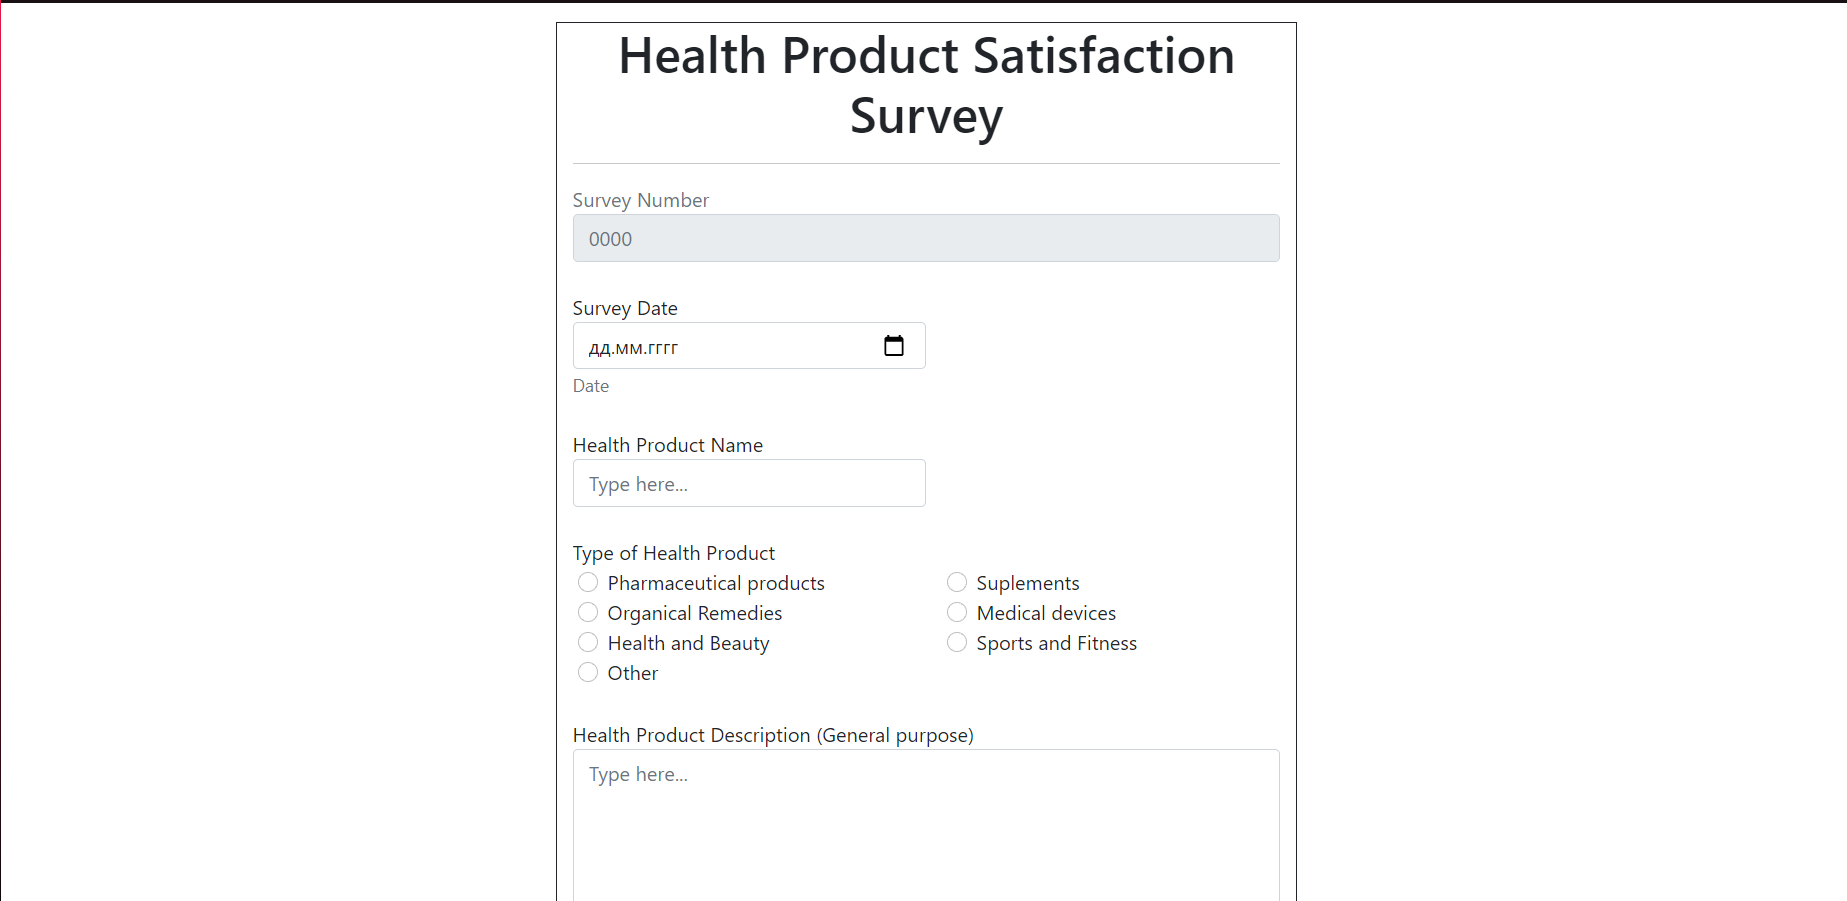 Health Product Satisfaction
Survey
Survey Number
0000
Survey Date
дд.мм.гггг
Date
Health Product Name
Type here...
Type of Health Product
Pharmaceutical products
Suplements
Organical Remedies
Medical devices
Health and Beauty
Sports and Fitness
Other
Health Product Description (General purpose)
Type here...